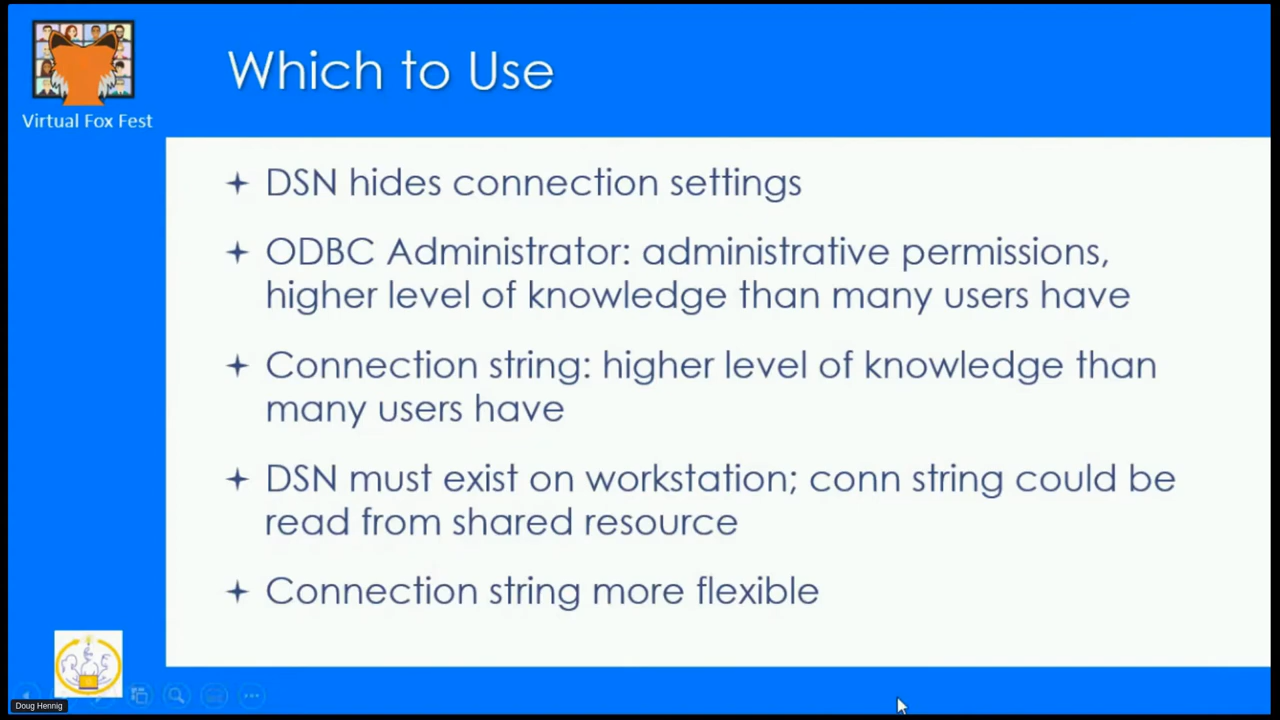 Which to Use
Virtual Fox Fest
DSN hides connection settings
ODBC Administrator: administrative permissions,
higher level of knowledge than many users have
Connection string: higher level of knowledge than
many users have
DSN must exist on workstation; conn string could be
read from shared resource
Connection string more flexible
Doug Hennig